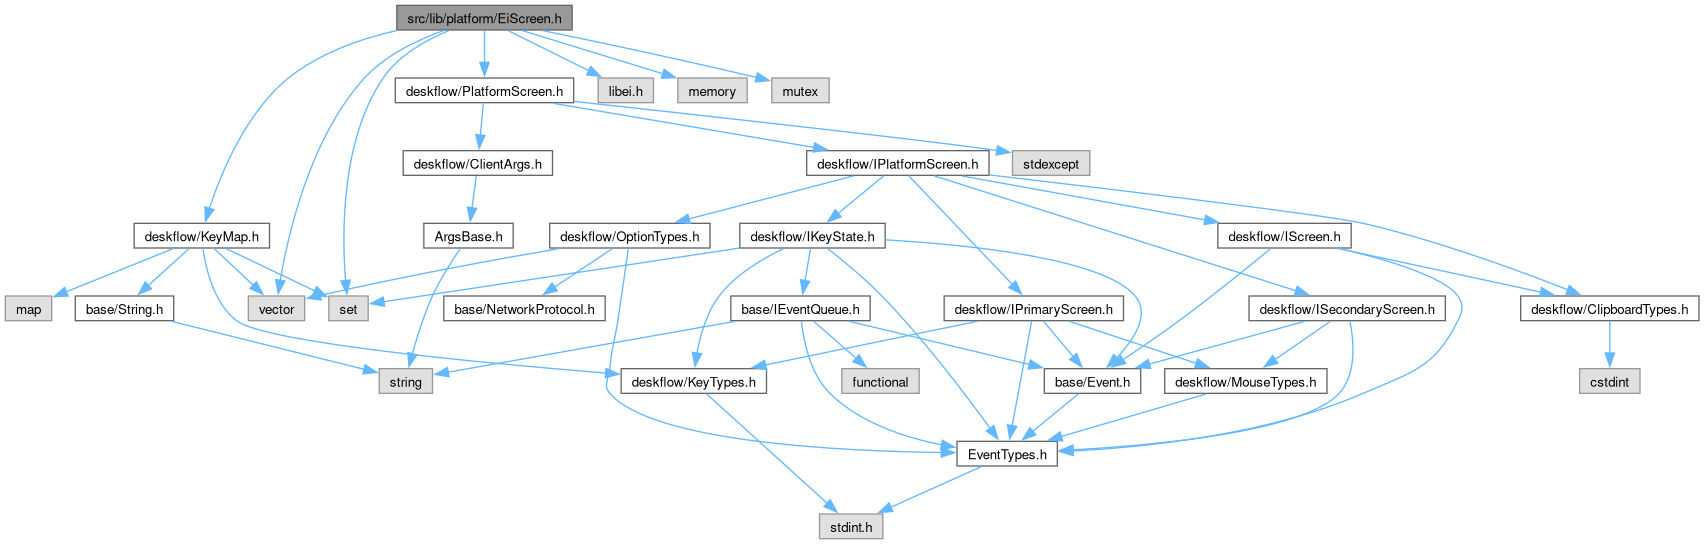 src/lib/platform/EiScreen.h
deskflow/PlatformScreen.h
libei.h
memory
mutex
deskflow/ClientArgs.h
deskflow/IPlatformScreen.h
stdexcept
deskflow/KeyMap.h
ArgsBase.h
deskflow/OptionTypes.h
deskflow/IKeyState.h
deskflow/IScreen.h
map
base/String.h
vector
set
base/NetworkProtocol.h
base/IEventQueue.h
deskflow/IPrimaryScreen.h
deskflow/ISecondaryScreen.h
deskflow/ClipboardTypes.h
string
deskflow/KeyTypes.h
functional
base/Event.h
deskflow/MouseTypes.h
cstdint
EventTypes.h
stdint.h